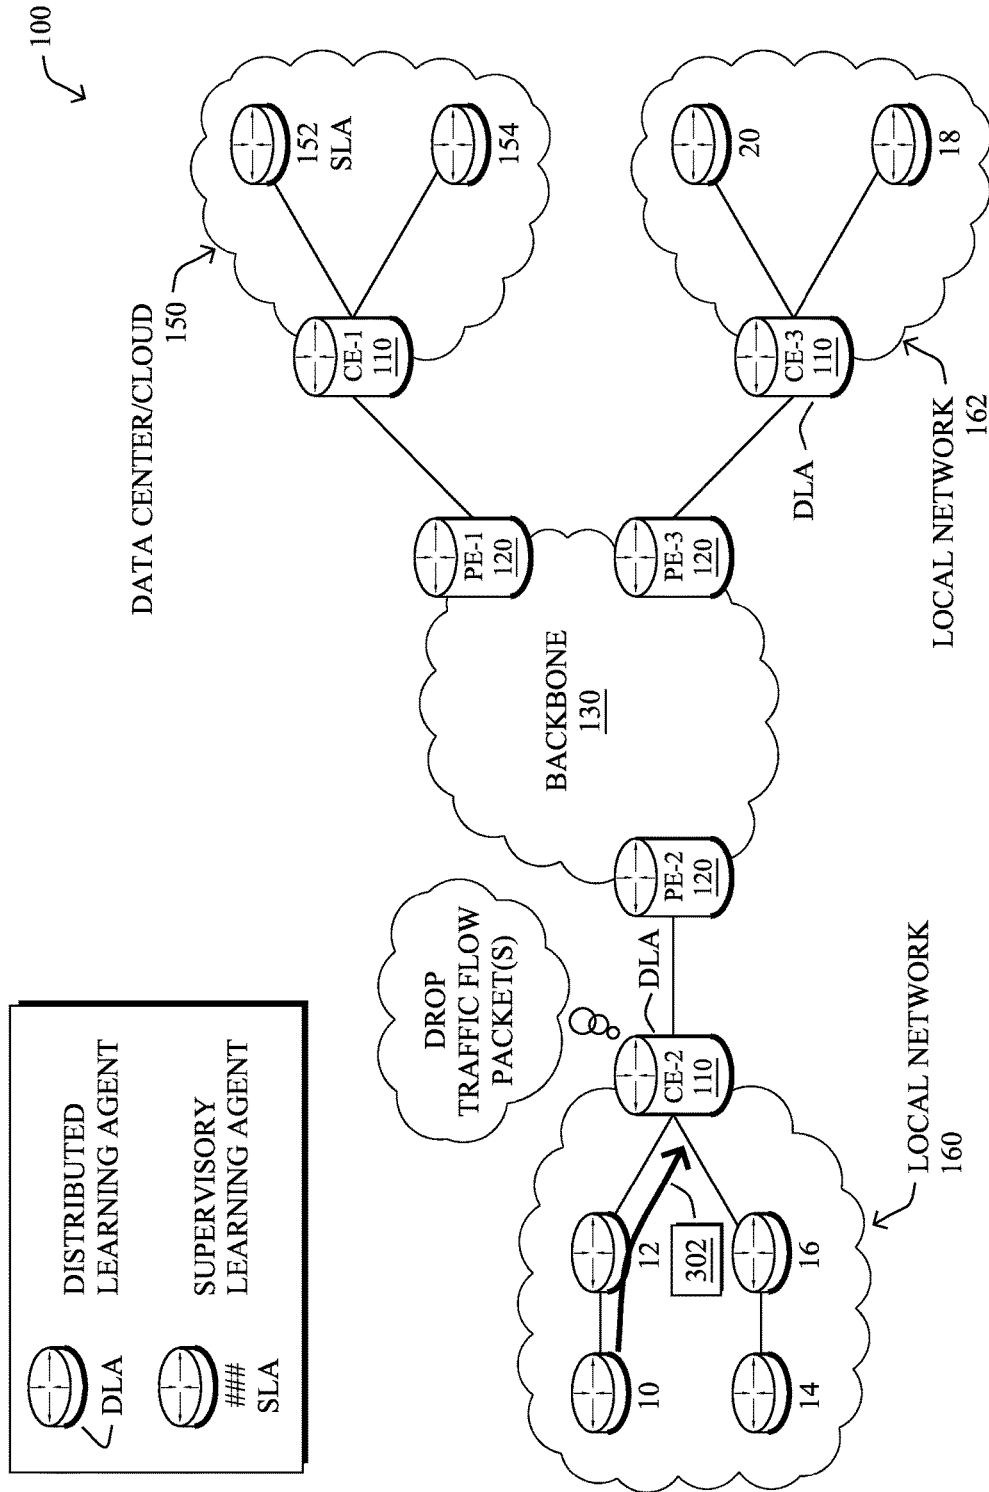 100
DISTRIBUTED
LEARNING AGENT
DLA
SUPERVISORY
LEARNING AGENT
###
SLA
DATA CENTER/CLOUD
150
152
SLA
154
CE-1
110
PE-1
120
BACKBONE
130
PE-3
120
PE-2
120
DROP
TRAFFIC FLOW
PACKET(S)
DLA
CE-2
110
10
12
302
14
16
LOCAL NETWORK
160
DLA
CE-3
110
20
18
LOCAL NETWORK
162